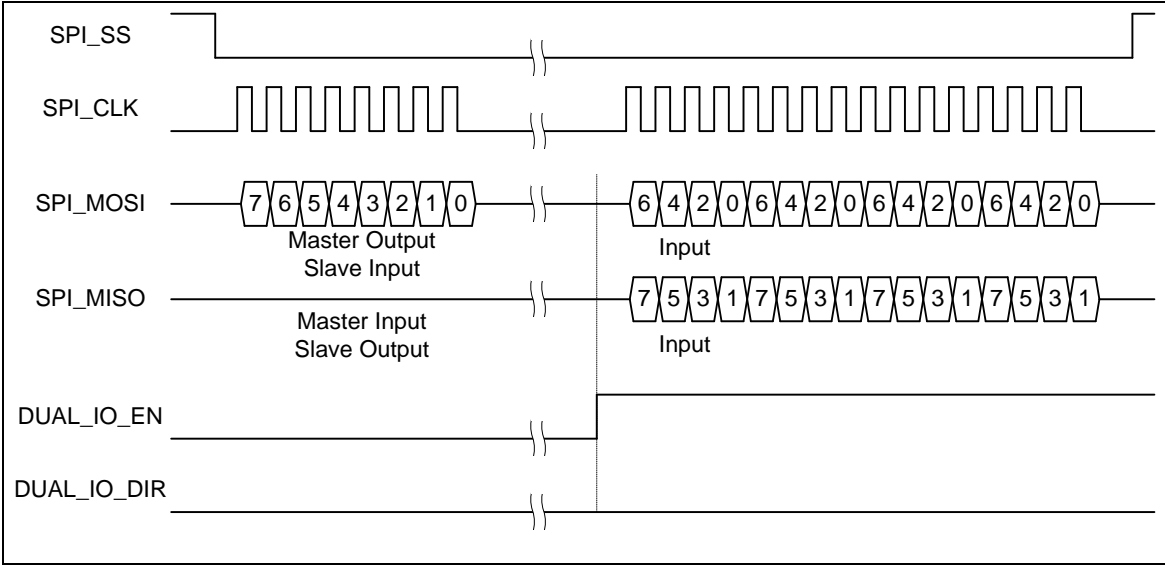 SPI_SS
SPI_CLK
SPI_MOSI
7 6 5 4 3 2 1 0
6 4 2 0 6 4 2 0 6 4 2 0 6 4 2 0
Master Output
Slave Input
Input
SPI_MISO
7 5 3 1 7 5 3 1 7 5 3 1 7 5 3 1
Master Input
Slave Output
Input
DUAL_IO_EN
DUAL_IO_DIR